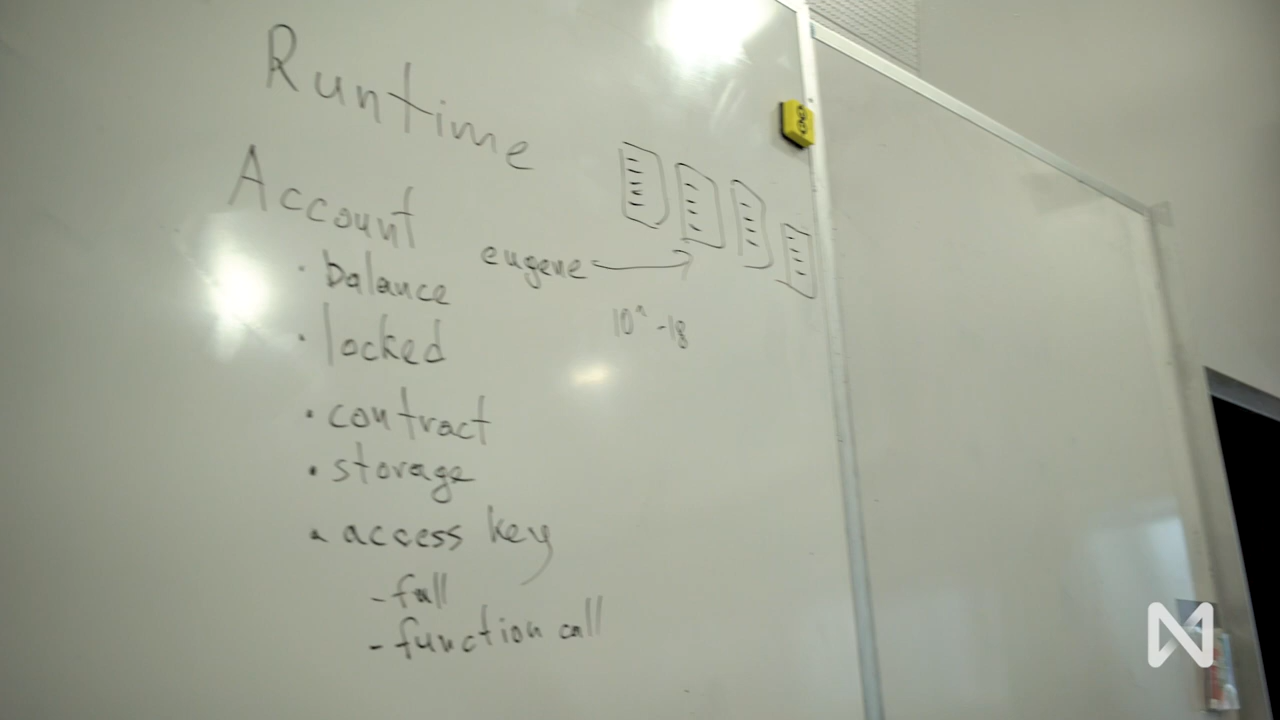 Runtime
Account
· balance
eugene
· locked
10^-18
· contract
· storage
· access key
- full
- function call